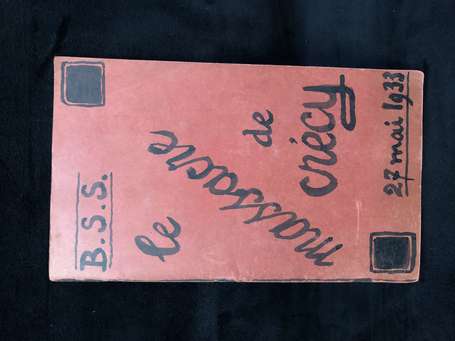 B.S.S.
le
massacre
de
crécy
27 mai 1933